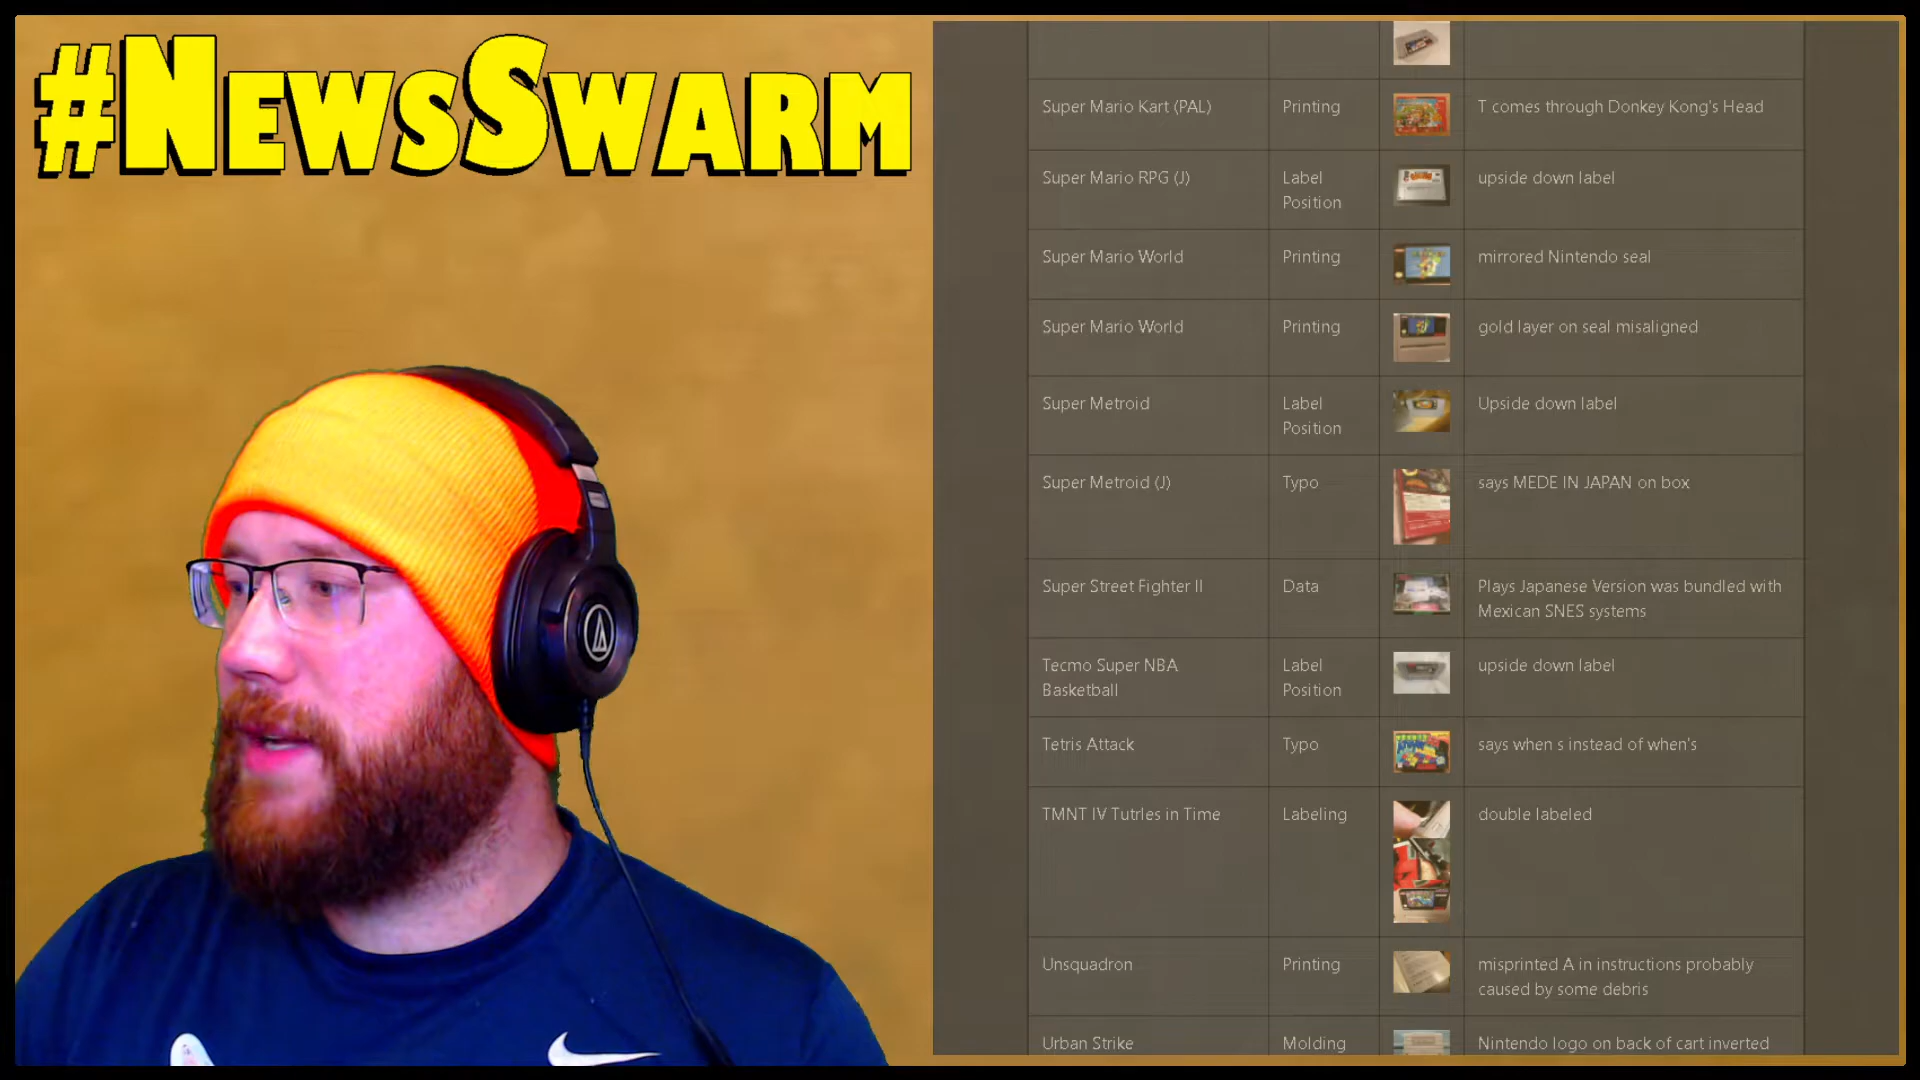 #NewsSwarm
Super Mario Kart (PAL) Printing T comes through Donkey Kong's Head
Super Mario RPG (J) Label Position upside down label
Super Mario World Printing mirrored Nintendo seal
Super Mario World Printing gold layer on seal misaligned
Super Metroid Label Position Upside down label
Super Metroid (J) Typo says MEDE IN JAPAN on box
Super Street Fighter II Data Plays Japanese Version was bundled with
Mexican SNES systems
Tecmo Super NBA Label upside down label
Basketball Position
Tetris Attack Typo says when s instead of when's
TMNT IV Tutrles in Time Labeling double labeled
Unsquadron Printing misprinted A in instructions probably
caused by some debris
Urban Strike Molding Nintendo logo on back of cart inverted